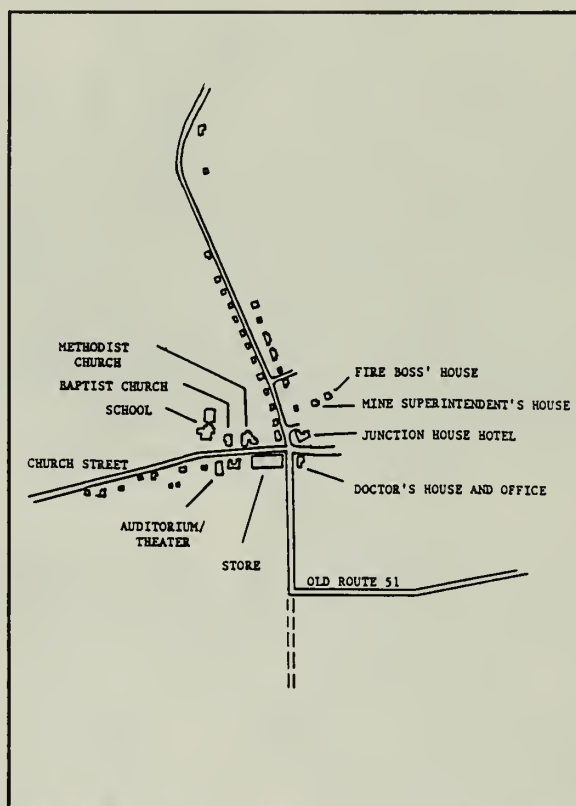 METHODIST
CHURCH
BAPTIST CHURCH
SCHOOL
CHURCH STREET
AUDITORIUM/
THEATER
STORE
FIRE BOSS' HOUSE
MINE SUPERINTENDENT'S HOUSE
JUNCTION HOUSE HOTEL
DOCTOR'S HOUSE AND OFFICE
OLD ROUTE 51